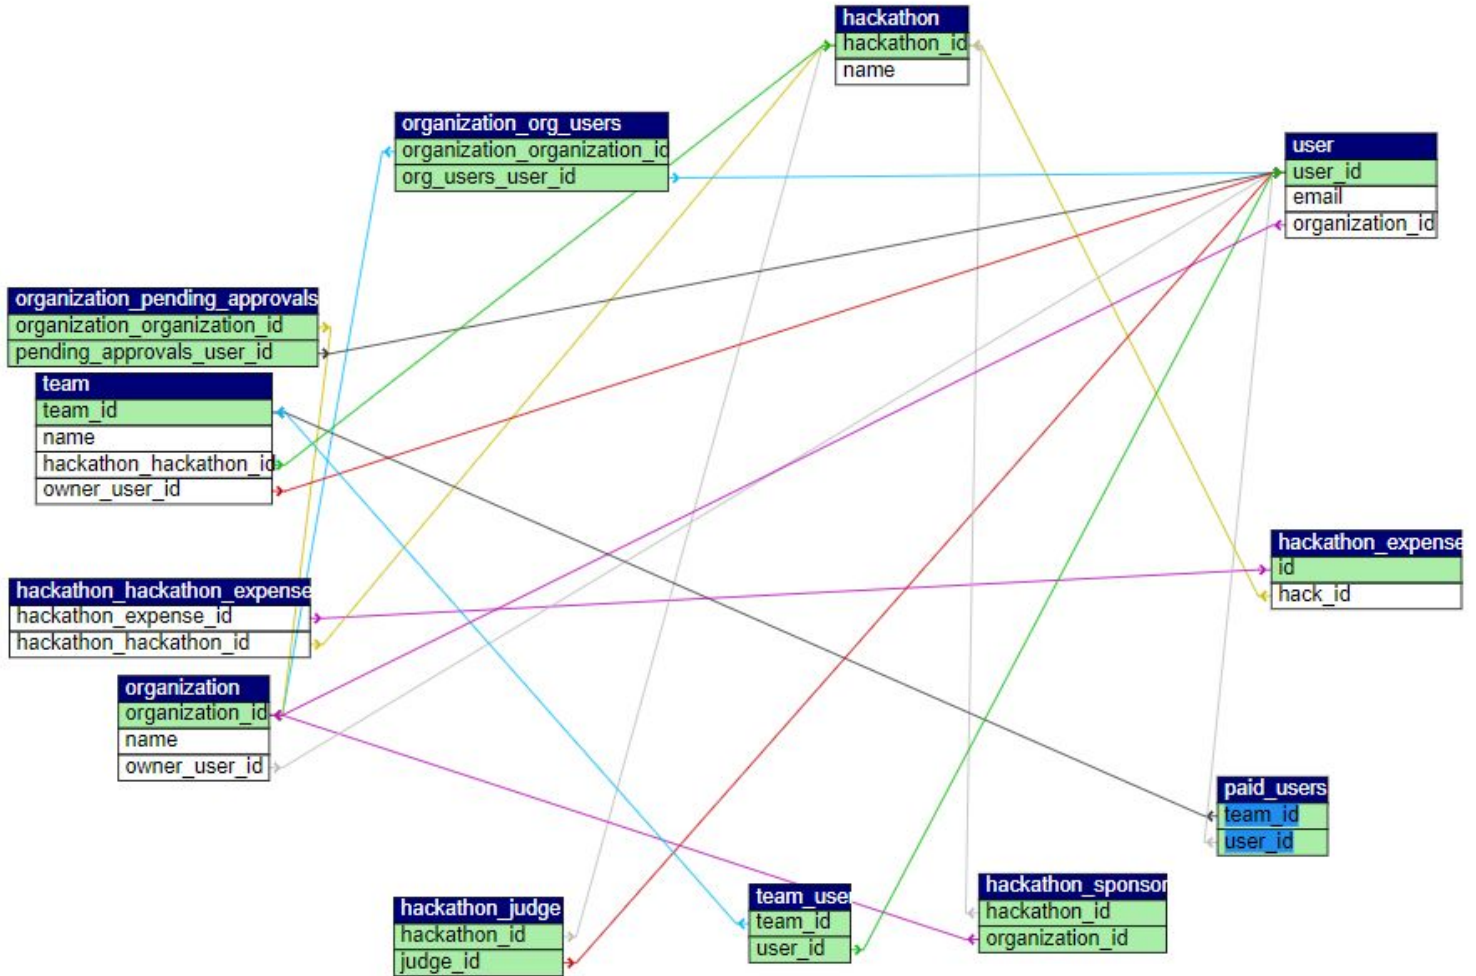 hackathon
hackathon_id
name
organization_org_users
organization_organization_id
org_users_user_id
user
user_id
email
organization_id
organization_pending_approvals
organization_organization_id
pending_approvals_user_id
team
team_id
name
hackathon_hackathon_id
owner_user_id
hackathon_expense
id
hack_id
hackathon_hackathon_expense
hackathon_expense_id
hackathon_hackathon_id
organization
organization_id
name
owner_user_id
paid_users
team_id
user_id
hackathon_judge
hackathon_id
judge_id
team_user
team_id
user_id
hackathon_sponsor
hackathon_id
organization_id